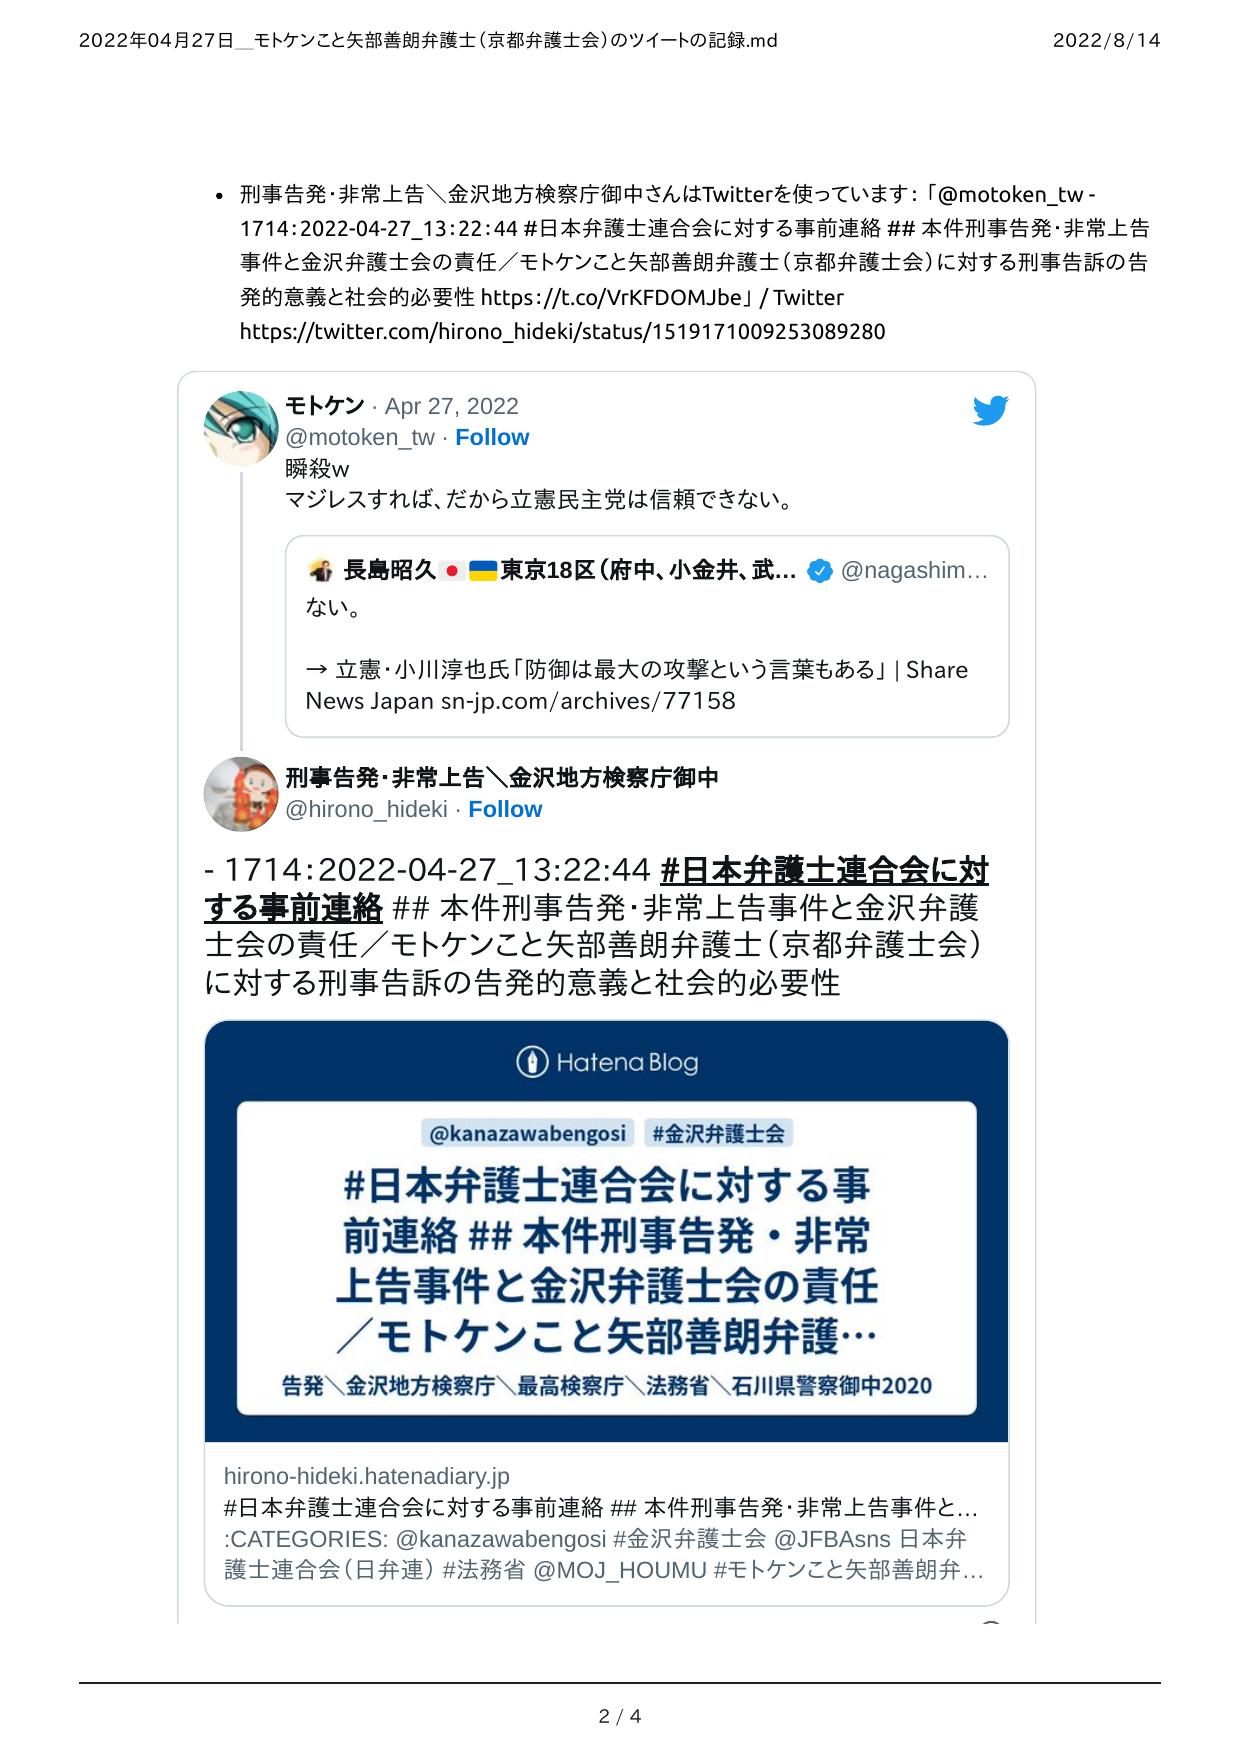 2022年04月27日__モトケンこと矢部善朗弁護士（京都弁護士会）のツイートの記録.md
2022/8/14
• 刑事告発・非常上告＼金沢地方検察庁御中さんはTwitterを使っています: 「@motoken_tw -
1714：2022-04-27_13：22：44 #日本弁護士連合会に対する事前連絡 ## 本件刑事告発・非常上告
事件と金沢弁護士会の責任／モトケンこと矢部善朗弁護士（京都弁護士会）に対する刑事告訴の告
発的意義と社会的必要性 https://t.co/VrKFDOMJbe」 / Twitter
https://twitter.com/hirono_hideki/status/1519171009253089280
モトケン · Apr 27, 2022
@motoken_tw · Follow
瞬殺w
マジレスすれば、だから立憲民主党は信頼できない。
長島昭久🇯🇵🇺🇦東京18区（府中、小金井、武... @nagashim...
ない。
→ 立憲・小川淳也氏「防御は最大の攻撃という言葉もある」 | Share
News Japan sn-jp.com/archives/77158
刑事告発・非常上告＼金沢地方検察庁御中
@hirono_hideki · Follow
- 1714：2022-04-27_13：22：44 #日本弁護士連合会に対
する事前連絡 ## 本件刑事告発・非常上告事件と金沢弁護
士会の責任／モトケンこと矢部善朗弁護士（京都弁護士会）
に対する刑事告訴の告発的意義と社会的必要性
Hatena Blog
@kanazawabengosi #金沢弁護士会
#日本弁護士連合会に対する事
前連絡 ## 本件刑事告発・非常
上告事件と金沢弁護士会の責任
／モトケンこと矢部善朗弁護…
告発＼金沢地方検察庁＼最高検察庁＼法務省＼石川県警察御中2020
hirono-hideki.hatenadiary.jp
#日本弁護士連合会に対する事前連絡 ## 本件刑事告発・非常上告事件と...
:CATEGORIES: @kanazawabengosi #金沢弁護士会 @JFBAsns 日本弁
護士連合会（日弁連） #法務省 @MOJ_HOUMU #モトケンこと矢部善朗弁...
2 / 4